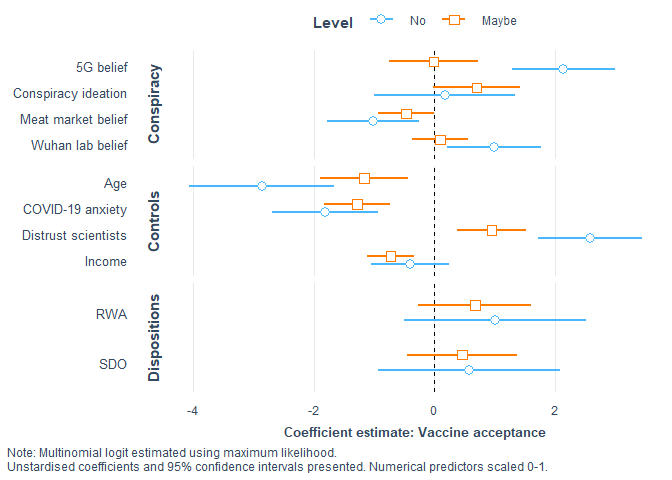 Level No Maybe
Conspiracy
5G belief
Conspiracy ideation
Meat market belief
Wuhan lab belief
Controls
Age
COVID-19 anxiety
Distrust scientists
Income
Dispositions
RWA
SDO
-4 -2 0 2
Coefficient estimate: Vaccine acceptance
Note: Multinomial logit estimated using maximum likelihood.
Unstardised coefficients and 95% confidence intervals presented. Numerical predictors scaled 0-1.